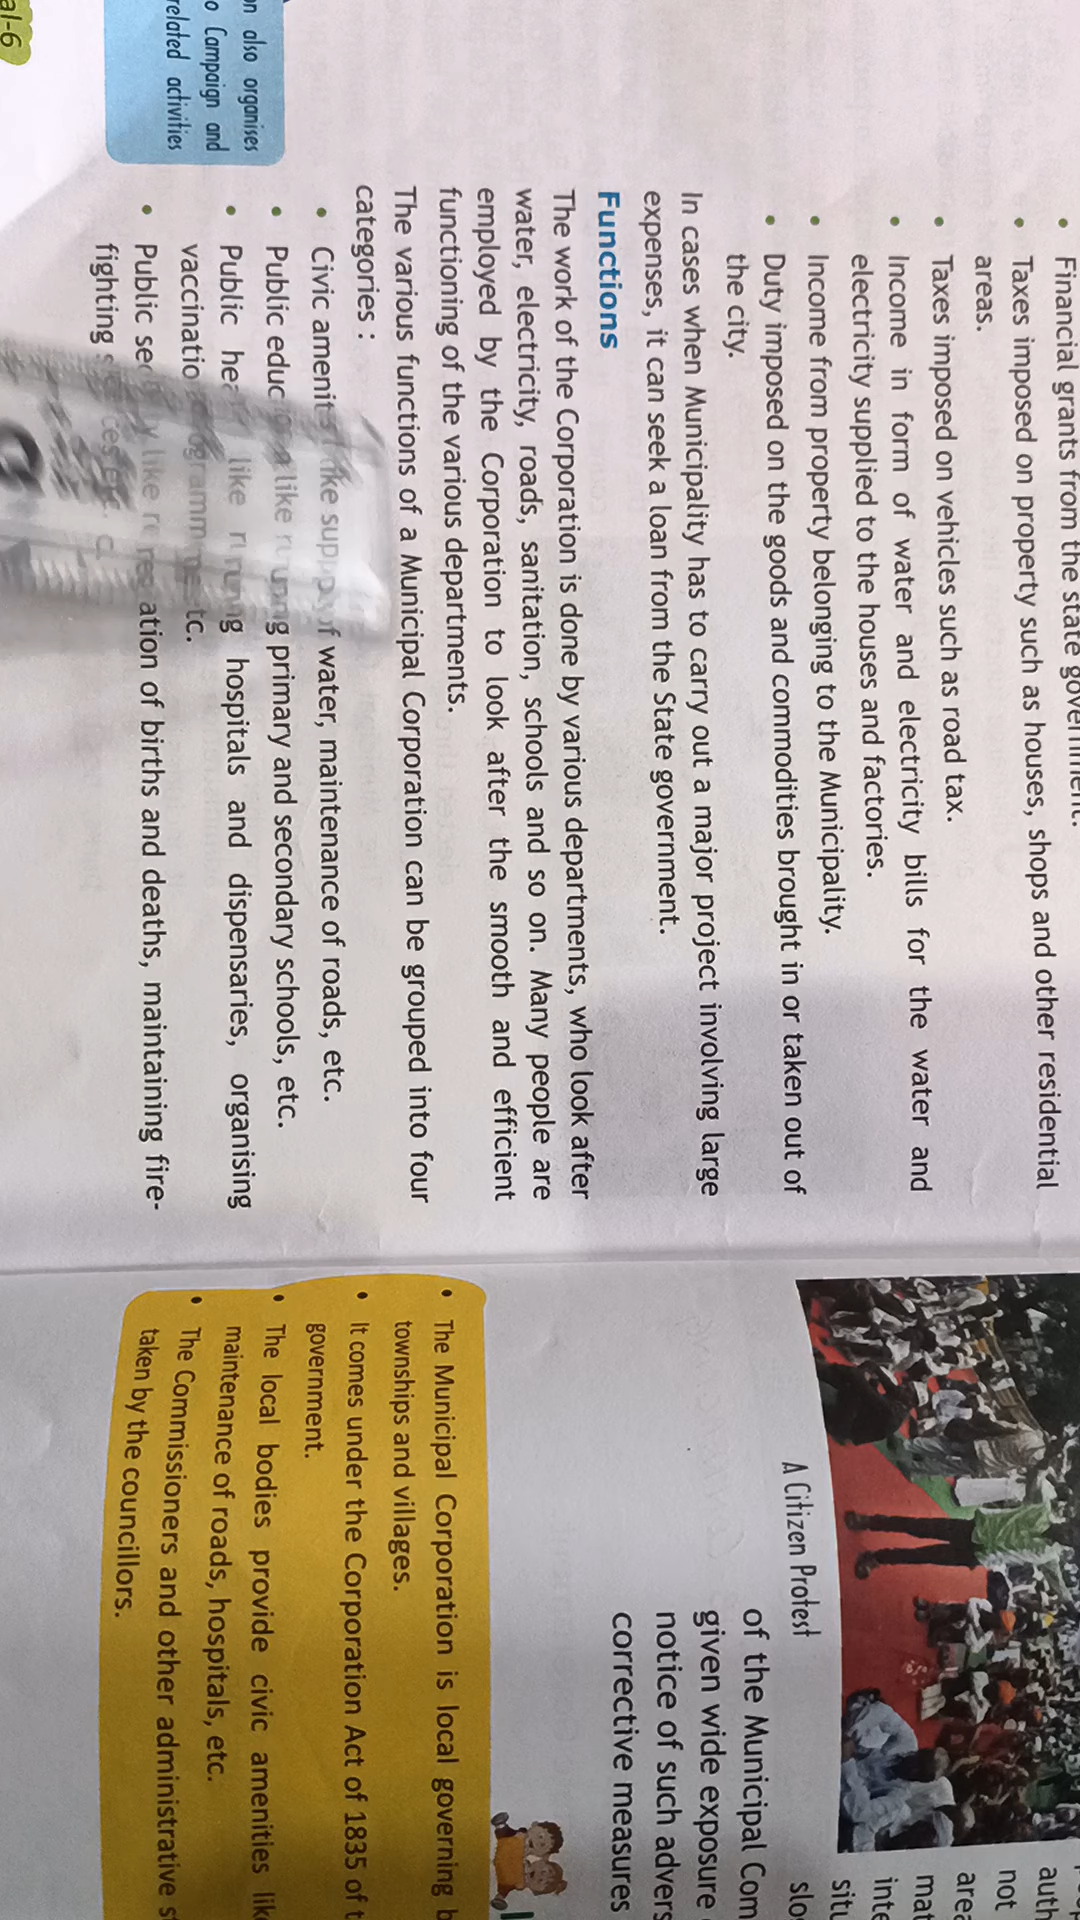 on also organises
o Campaign and
related activities
al-6
• Financial grants from the state government.
• Taxes imposed on property such as houses, shops and other residential
areas.
• Taxes imposed on vehicles such as road tax.
• Income in form of water and electricity bills for the water and
electricity supplied to the houses and factories.
• Income from property belonging to the Municipality.
• Duty imposed on the goods and commodities brought in or taken out of
the city.
In cases when Municipality has to carry out a major project involving large
expenses, it can seek a loan from the State government.
Functions
The work of the Corporation is done by various departments, who look after
water, electricity, roads, sanitation, schools and so on. Many people are
employed by the Corporation to look after the smooth and efficient
functioning of the various departments.
The various functions of a Municipal Corporation can be grouped into four
categories :
• Civic amenities like supply of water, maintenance of roads, etc.
• Public education like running primary and secondary schools, etc.
• Public health like running hospitals and dispensaries, organising
vaccination programmes etc.
• Public security like ation of births and deaths, maintaining fire-
fighting etc.
A Citizen Protest
auth
not
area
mat
inte
situ
slo
of the Municipal Com
given wide exposure
notice of such advers
corrective measures
• The Municipal Corporation is local governing b
townships and villages.
• It comes under the Corporation Act of 1835 of t
government.
• The local bodies provide civic amenities lik
maintenance of roads, hospitals, etc.
• The Commissioners and other administrative s
taken by the councillors.